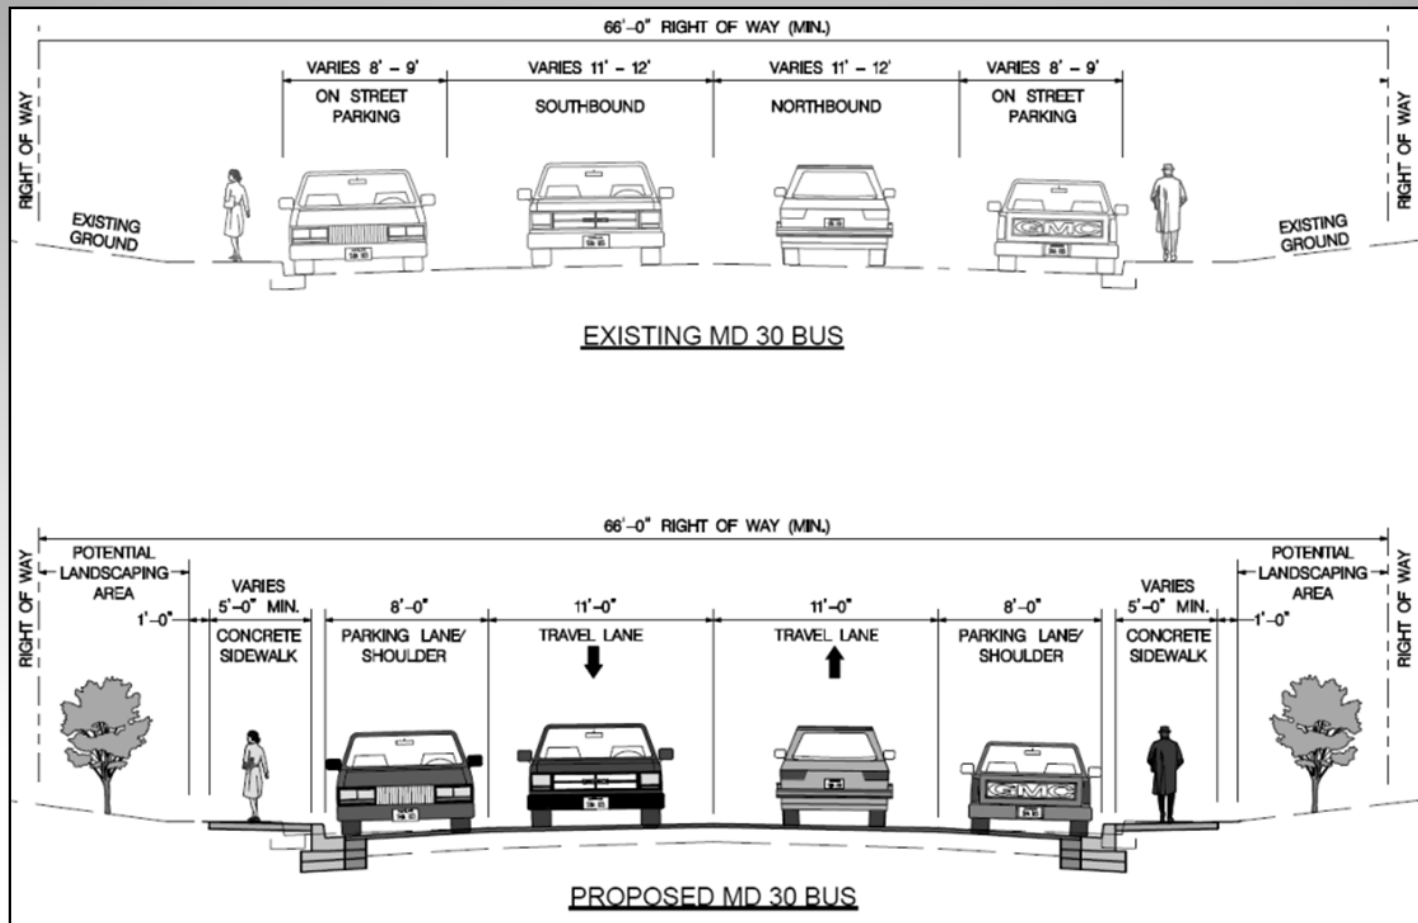 66'-0" RIGHT OF WAY (MIN.)
VARIES 8' - 9'
VARIES 11' - 12'
VARIES 11' - 12'
VARIES 8' - 9'
ON STREET
PARKING
SOUTHBOUND
NORTHBOUND
ON STREET
PARKING
RIGHT OF WAY
RIGHT OF WAY
EXISTING
GROUND
GMC
EXISTING
GROUND
EXISTING MD 30 BUS
66'-0" RIGHT OF WAY (MIN.)
RIGHT OF WAY
POTENTIAL
LANDSCAPING
AREA
1'-0"
VARIES
5'-0" MIN.
CONCRETE
SIDEWALK
8'-0"
PARKING LANE/
SHOULDER
11'-0"
TRAVEL LANE
11'-0"
TRAVEL LANE
8'-0"
PARKING LANE/
SHOULDER
VARIES
5'-0" MIN.
CONCRETE
SIDEWALK
1'-0"
POTENTIAL
LANDSCAPING
AREA
RIGHT OF WAY
GMC
PROPOSED MD 30 BUS